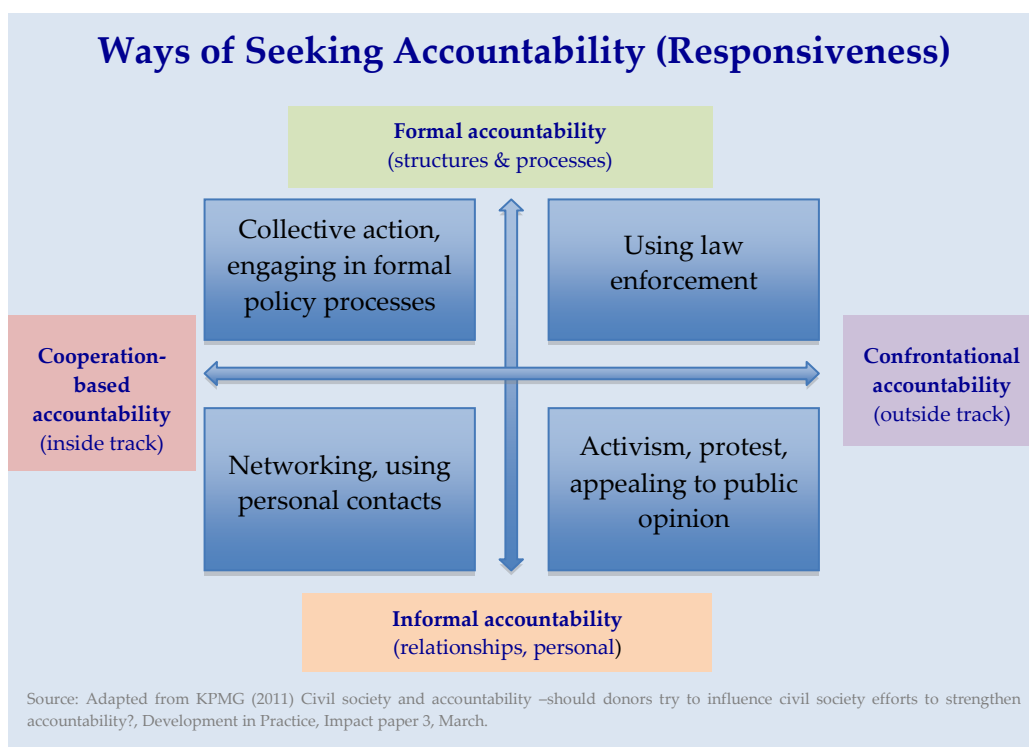 Ways of Seeking Accountability (Responsiveness)
Formal accountability
(structures & processes)
Collective action,
engaging in formal
policy processes
Using law
enforcement
Cooperation-
based
accountability
(inside track)
Confrontational
accountability
(outside track)
Networking, using
personal contacts
Activism, protest,
appealing to public
opinion
Informal accountability
(relationships, personal)
Source: Adapted from KPMG (2011) Civil society and accountability –should donors try to influence civil society efforts to strengthen
accountability?, Development in Practice, Impact paper 3, March.